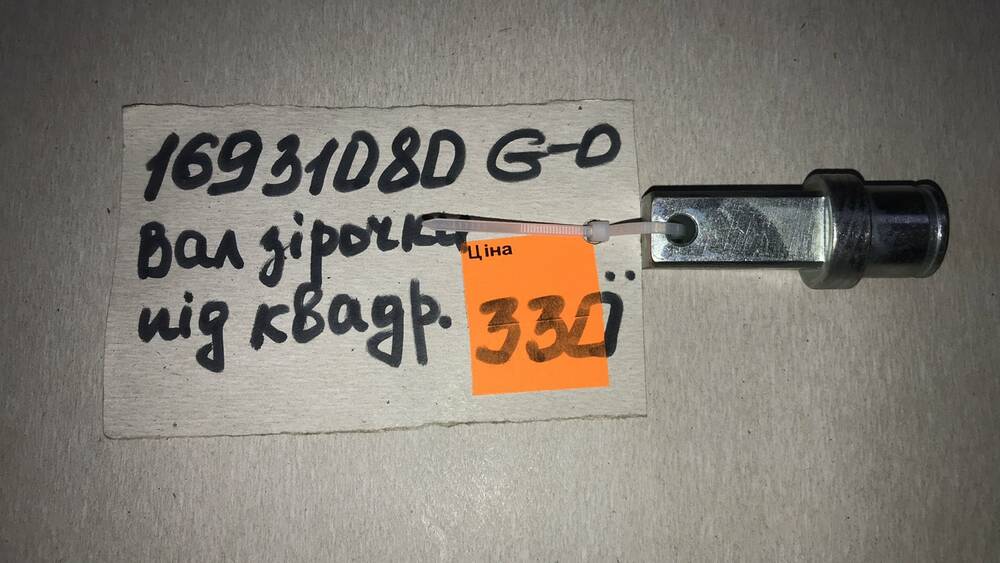 16931080 G-O
Вал зірочки
під квадр.
Ціна
330